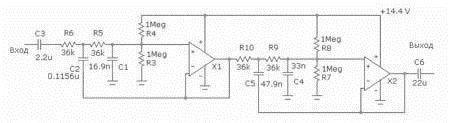 +14.4 V
1Meg
R4
1Meg
R8
Вход
C3
R6
R5
2.2u
36k
36k
1Meg
R3
X1
R10
R9
36k
36k
1Meg
R7
Выход
C6
22u
X2
C2
0.1156u
16.9n
C1
C5
47.9n
33n
C4